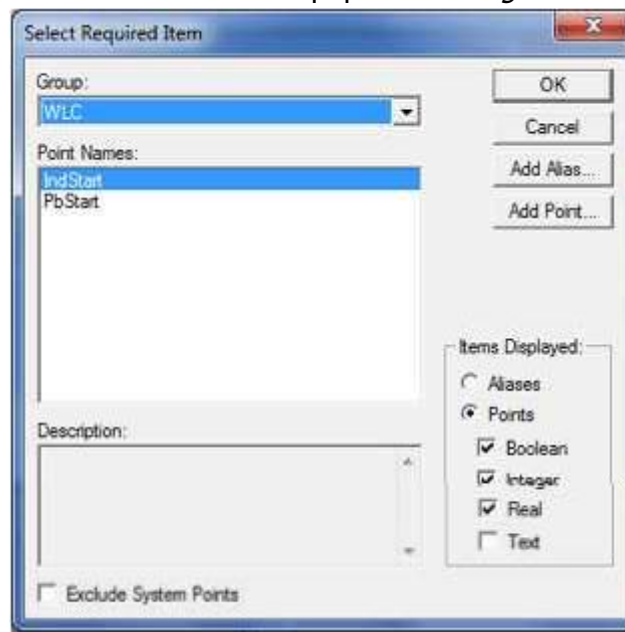 Select Required Item
Group:
WLC
Point Names:
IndStart
PbStart
OK
Cancel
Add Alias...
Add Point...
Items Displayed:
Aliases
Points
Boolean
Integer
Real
Text
Description:
Exclude System Points